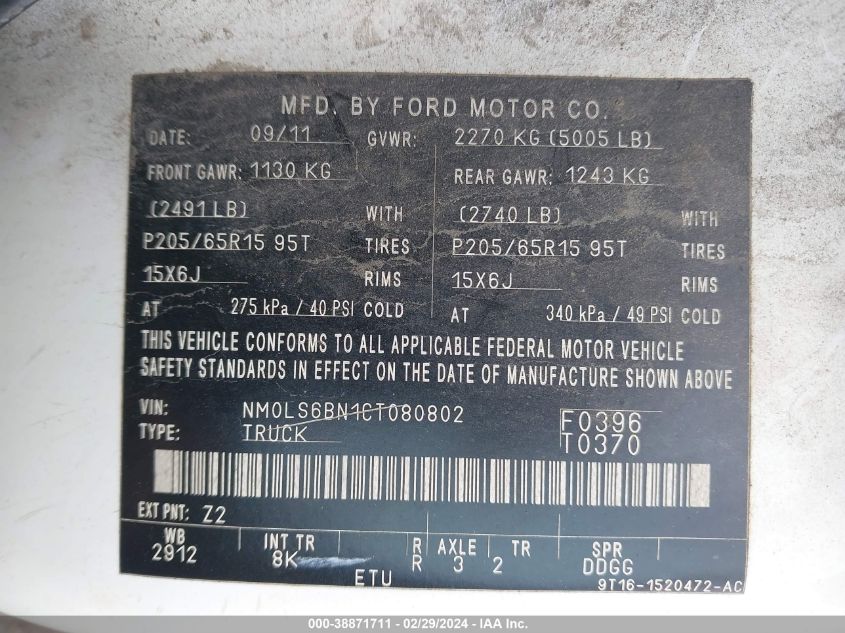 MFD. BY FORD MOTOR CO.
DATE: 09/11 GVWR: 2270 KG (5005 LB)
FRONT GAWR: 1130 KG REAR GAWR: 1243 KG
(2491 LB) WITH (2740 LB) WITH
P205/65R15 95T TIRES P205/65R15 95T TIRES
15X6J RIMS 15X6J RIMS
AT 275 kPa / 40 PSI COLD AT 340 kPa / 49 PSI COLD
THIS VEHICLE CONFORMS TO ALL APPLICABLE FEDERAL MOTOR VEHICLE
SAFETY STANDARDS IN EFFECT ON THE DATE OF MANUFACTURE SHOWN ABOVE
VIN: NM0LS6BN1CT080802 F0396
TYPE: TRUCK T0370
EXT PNT: Z2
WB INT TR R AXLE TR SPR
2912 8K R 3 2 DDGG
ETU 9T16-1520472-AC
000-38871711 - 02/29/2024 - IAA Inc.